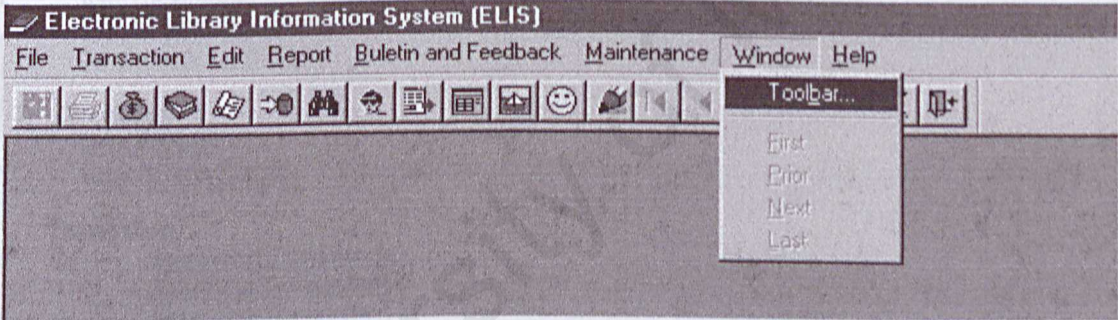 Electronic Library Information System (ELIS)
File Transaction Edit Report Buletin and Feedback Maintenance Window Help
Toolbar...
First
Prior
Next
Last